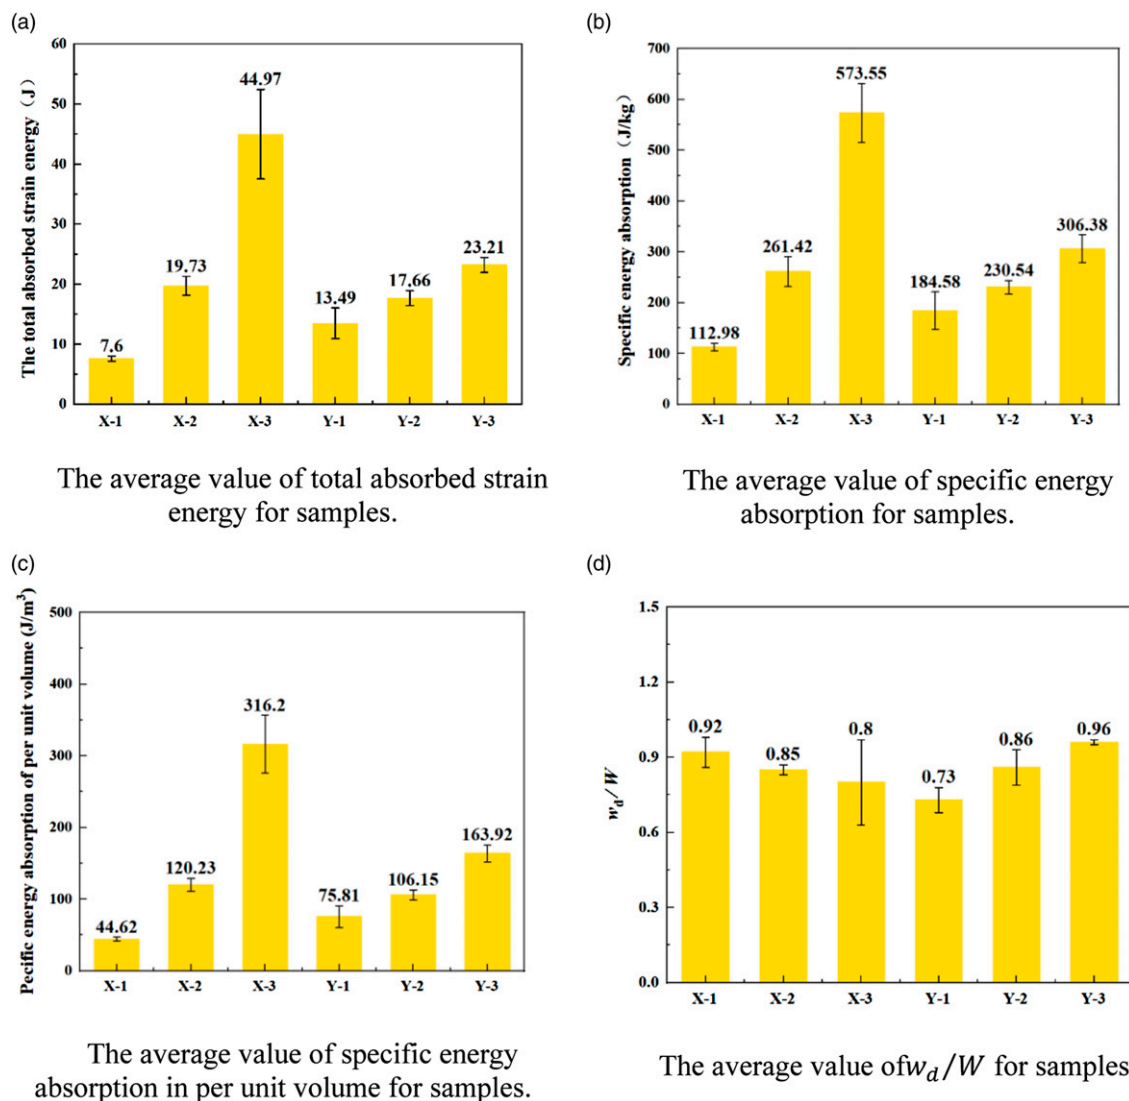 (a)
The total absorbed strain energy（J）
60
50
40
30
20
10
0
7.6
19.73
44.97
13.49
17.66
23.21
X-1 X-2 X-3 Y-1 Y-2 Y-3
The average value of total absorbed strain
energy for samples.
(b)
Specific energy absorption（J/kg）
700
600
500
400
300
200
100
0
112.98
261.42
573.55
184.58
230.54
306.38
X-1 X-2 X-3 Y-1 Y-2 Y-3
The average value of specific energy
absorption for samples.
(c)
Pecific energy absorption of per unit volume (J/m³)
500
400
300
200
100
0
44.62
120.23
316.2
75.81
106.15
163.92
X-1 X-2 X-3 Y-1 Y-2 Y-3
The average value of specific energy
absorption in per unit volume for samples.
(d)
w_d/W
1.5
1.2
0.9
0.6
0.3
0.0
0.92
0.85
0.8
0.73
0.86
0.96
X-1 X-2 X-3 Y-1 Y-2 Y-3
The average value of w_d/W for samples